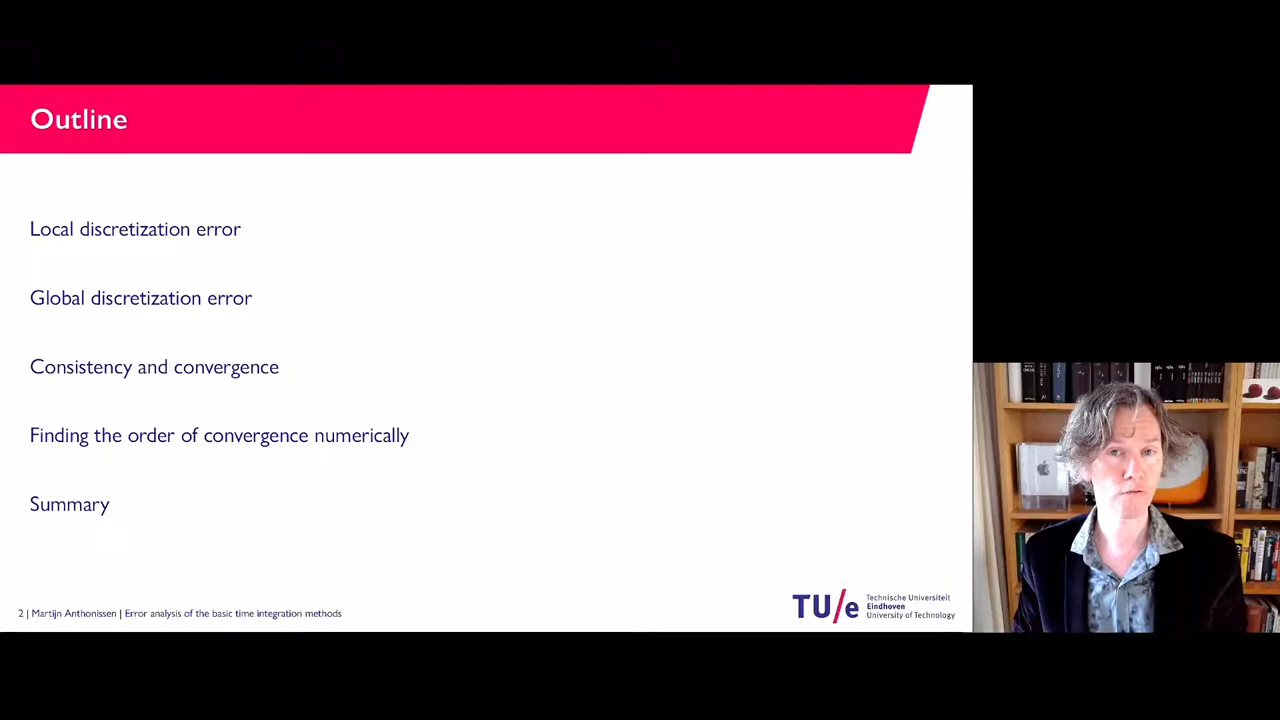 Outline
Local discretization error
Global discretization error
Consistency and convergence
Finding the order of convergence numerically
Summary
2 | Martijn Anthonissen | Error analysis of the basic time integration methods
TU/e
Technische Universiteit
Eindhoven
University of Technology